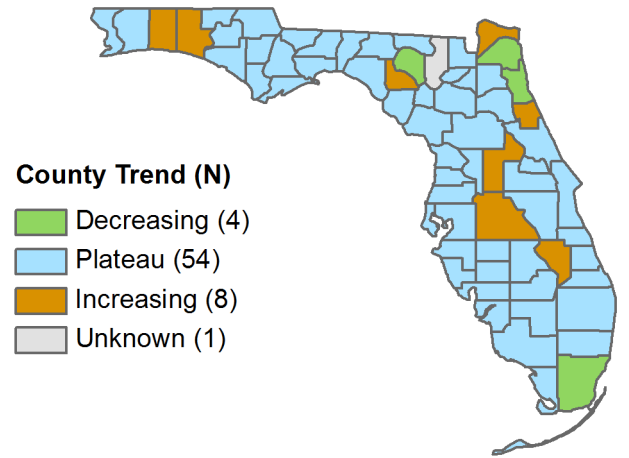 County Trend (N)
Decreasing (4)
Plateau (54)
Increasing (8)
Unknown (1)